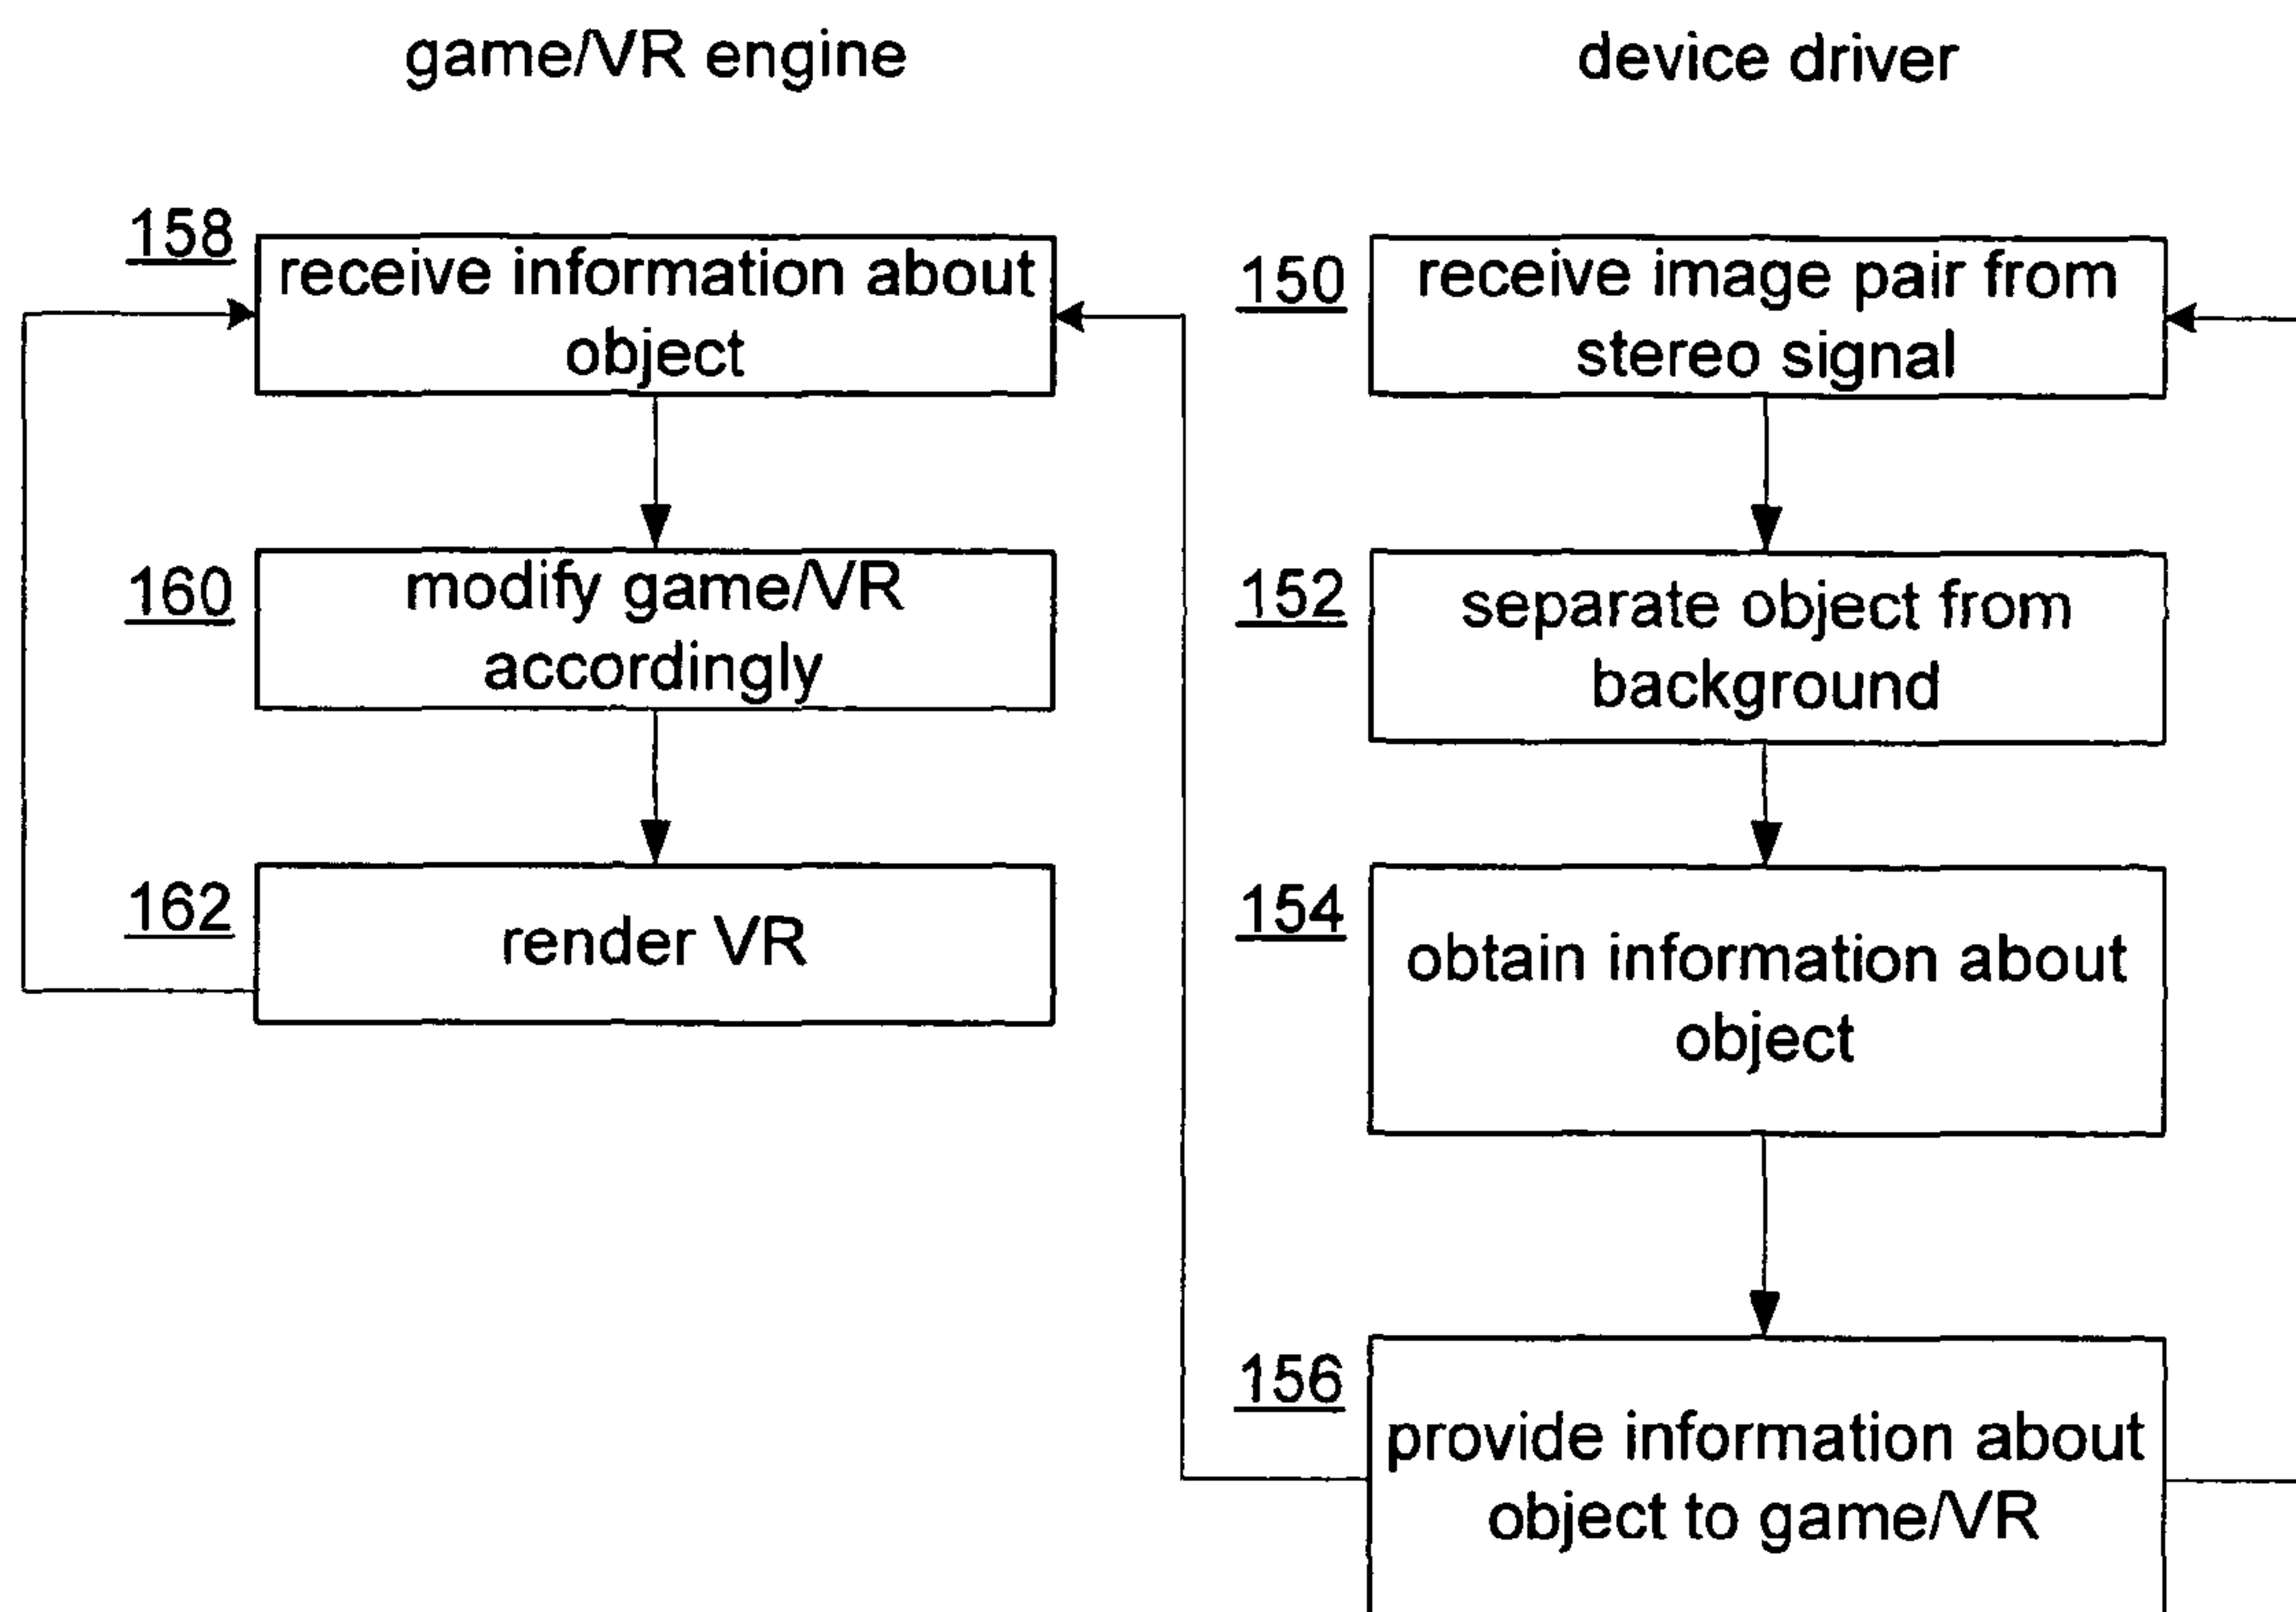 game/VR engine
device driver
158
receive information about
object
160
modify game/VR
accordingly
162
render VR
150
receive image pair from
stereo signal
152
separate object from
background
154
obtain information about
object
156
provide information about
object to game/VR